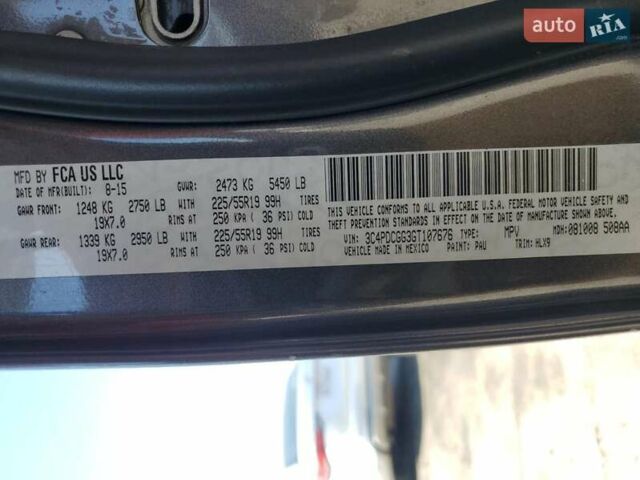 auto RIA .com
MFD BY FCA US LLC
DATE OF MFR(BUILT): 8-15 GVWR: 2473 KG 5450 LB
GAWR FRONT: 1248 KG 2750 LB WITH 225/55R19 99H TIRES
19X7.0 RIMS AT 250 KPA ( 36 PSI) COLD
GAWR REAR: 1339 KG 2950 LB WITH 225/55R19 99H TIRES
19X7.0 RIMS AT 250 KPA ( 36 PSI) COLD
THIS VEHICLE CONFORMS TO ALL APPLICABLE U.S.A. FEDERAL MOTOR VEHICLE SAFETY AND
THEFT PREVENTION STANDARDS IN EFFECT ON THE DATE OF MANUFACTURE SHOWN ABOVE.
VIN: 3C4PDCGG3GT107676 TYPE: MPV MDH:081008 508AA
VEHICLE MADE IN MEXICO PAINT: PAU TRIM: HLX9